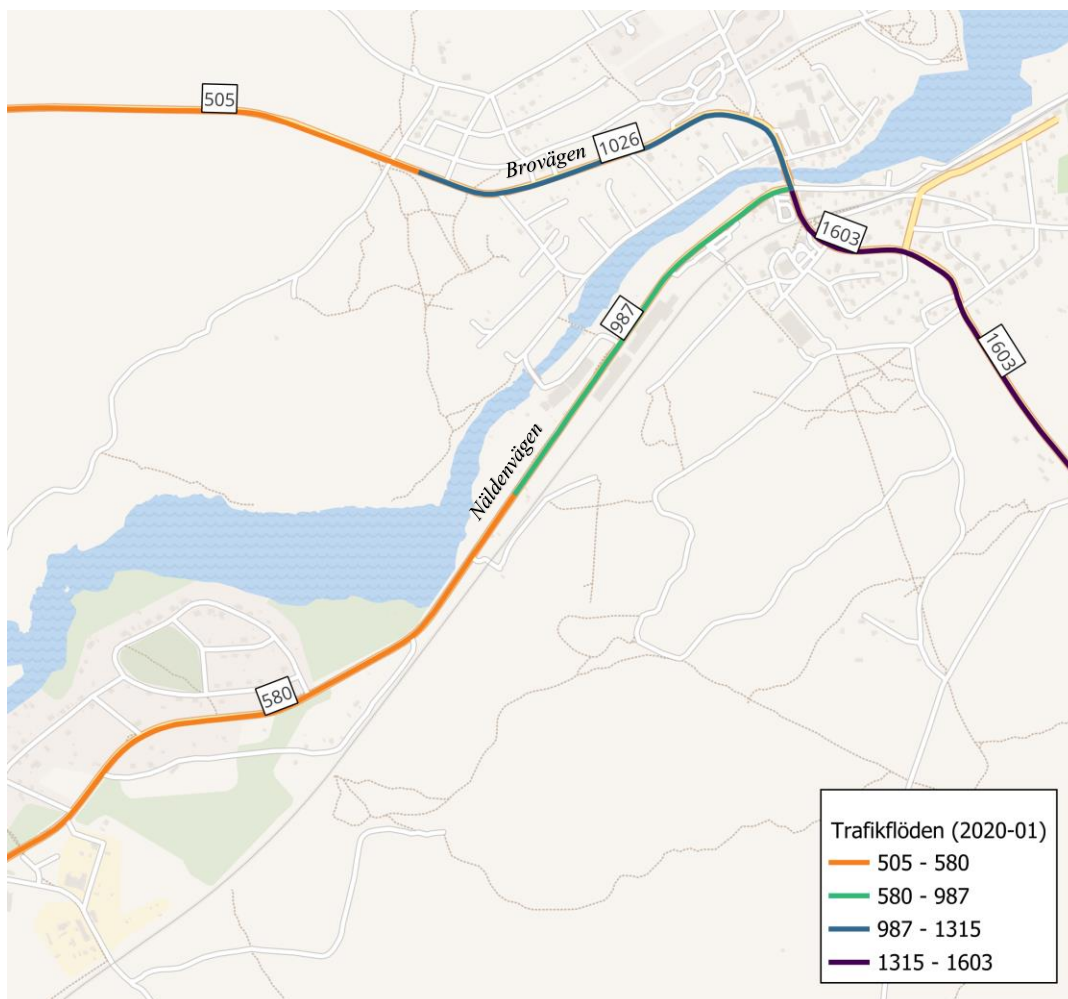 505
Brovägen
1026
1603
987
1603
Näldenvägen
580
Trafikflöden (2020-01)
505 - 580
580 - 987
987 - 1315
1315 - 1603